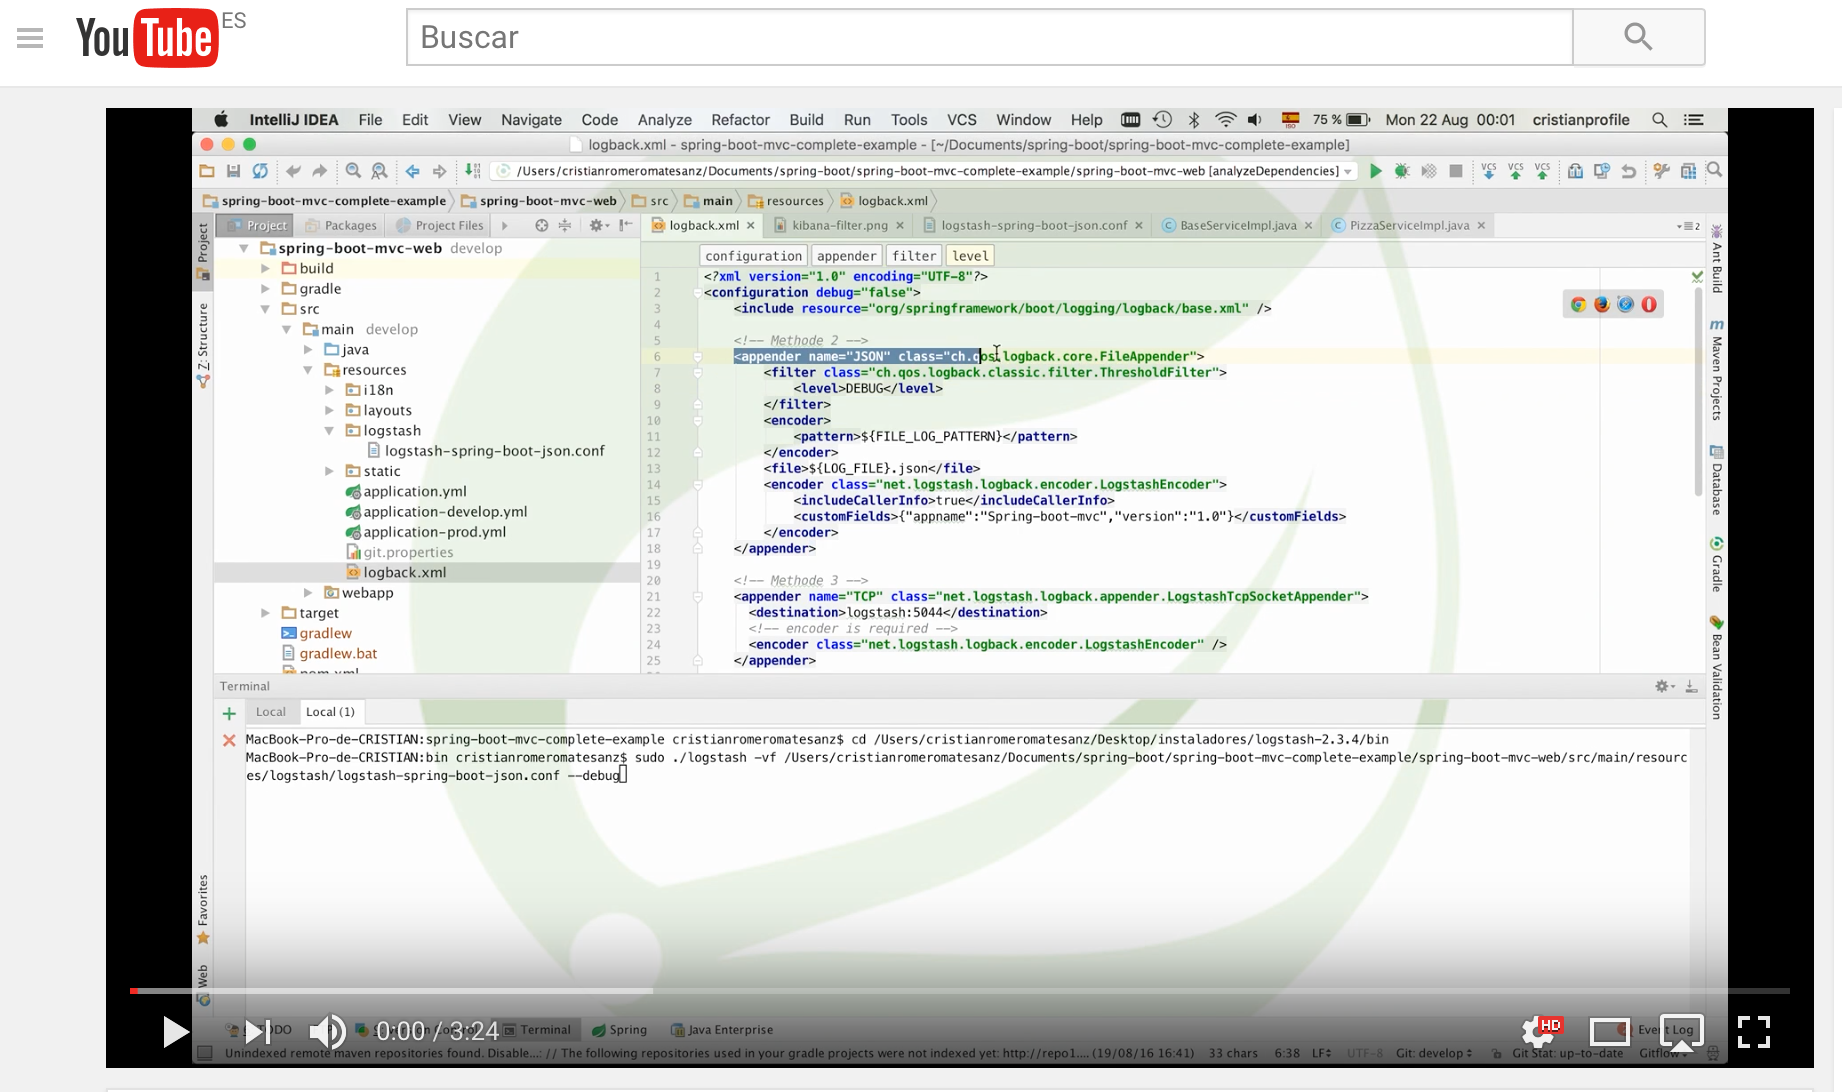 YouTube ES
Buscar
IntelliJ IDEA File Edit View Navigate Code Analyze Refactor Build Run Tools VCS Window Help 75 % Mon 22 Aug 00:01 cristianprofile
logback.xml - spring-boot-mvc-complete-example - [~/Documents/spring-boot/spring-boot-mvc-complete-example]
/Users/cristianromeromatesanz/Documents/spring-boot/spring-boot-mvc-complete-example/spring-boot-mvc-web [analyzeDependencies] VCS VCS VCS
spring-boot-mvc-complete-example spring-boot-mvc-web src main resources logback.xml
Project Packages Project Files
logback.xml kibana-filter.png logstash-spring-boot-json.conf BaseServiceImpl.java PizzaServiceImpl.java
Project
Z: Structure
Favorites
Web
spring-boot-mvc-web develop
build
gradle
src
main develop
java
resources
i18n
layouts
logstash
logstash-spring-boot-json.conf
static
application.yml
application-develop.yml
application-prod.yml
git.properties
logback.xml
webapp
target
gradlew
gradlew.bat
pom.xml
configuration appender filter level
1 <?xml version="1.0" encoding="UTF-8"?>
2 <configuration debug="false">
3 <include resource="org/springframework/boot/logging/logback/base.xml" />
4
5 <!-- Methode 2 -->
6 <appender name="JSON" class="ch.qos.logback.core.FileAppender">
7 <filter class="ch.qos.logback.classic.filter.ThresholdFilter">
8 <level>DEBUG</level>
9 </filter>
10 <encoder>
11 <pattern>${FILE_LOG_PATTERN}</pattern>
12 </encoder>
13 <file>${LOG_FILE}.json</file>
14 <encoder class="net.logstash.logback.encoder.LogstashEncoder">
15 <includeCallerInfo>true</includeCallerInfo>
16 <customFields>{"appname":"Spring-boot-mvc","version":"1.0"}</customFields>
17 </encoder>
18 </appender>
19
20 <!-- Methode 3 -->
21 <appender name="TCP" class="net.logstash.logback.appender.LogstashTcpSocketAppender">
22 <destination>logstash:5044</destination>
23 <!-- encoder is required -->
24 <encoder class="net.logstash.logback.encoder.LogstashEncoder" />
25 </appender>
Ant Build
Maven Projects
Database
Gradle
Bean Validation
Terminal
Local Local (1)
MacBook-Pro-de-CRISTIAN:spring-boot-mvc-complete-example cristianromeromatesanz$ cd /Users/cristianromeromatesanz/Desktop/instaladores/logstash-2.3.4/bin
MacBook-Pro-de-CRISTIAN:bin cristianromeromatesanz$ sudo ./logstash -vf /Users/cristianromeromatesanz/Documents/spring-boot/spring-boot-mvc-complete-example/spring-boot-mvc-web/src/main/resourc
es/logstash/logstash-spring-boot-json.conf --debug
TODO Terminal Spring Java Enterprise Event Log
0:00 / 3:24 HD
Unindexed remote maven repositories found. Disable...: // The following repositories used in your gradle projects were not indexed yet: http://repo1.... (19/08/16 16:41) 33 chars 6:38 LF UTF-8 Git: develop Git Stat: up-to-date Gitflow